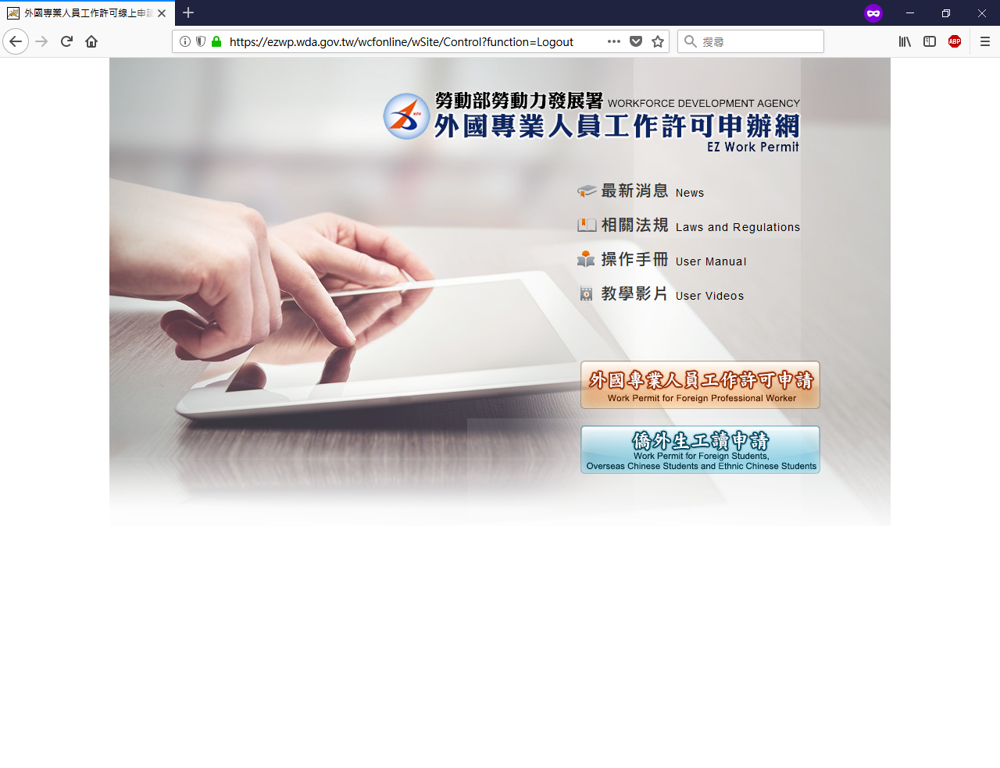 外國專業人員工作許可線上申請
https://ezwp.wda.gov.tw/wcfonline/wSite/Control?function=Logout
搜尋
ABP
勞動部勞動力發展署 WORKFORCE DEVELOPMENT AGENCY
外國專業人員工作許可申辦網
EZ Work Permit
最新消息 News
相關法規 Laws and Regulations
操作手冊 User Manual
教學影片 User Videos
外國專業人員工作許可申請
Work Permit for Foreign Professional Worker
僑外生工讀申請
Work Permit for Foreign Students,
Overseas Chinese Students and Ethnic Chinese Students